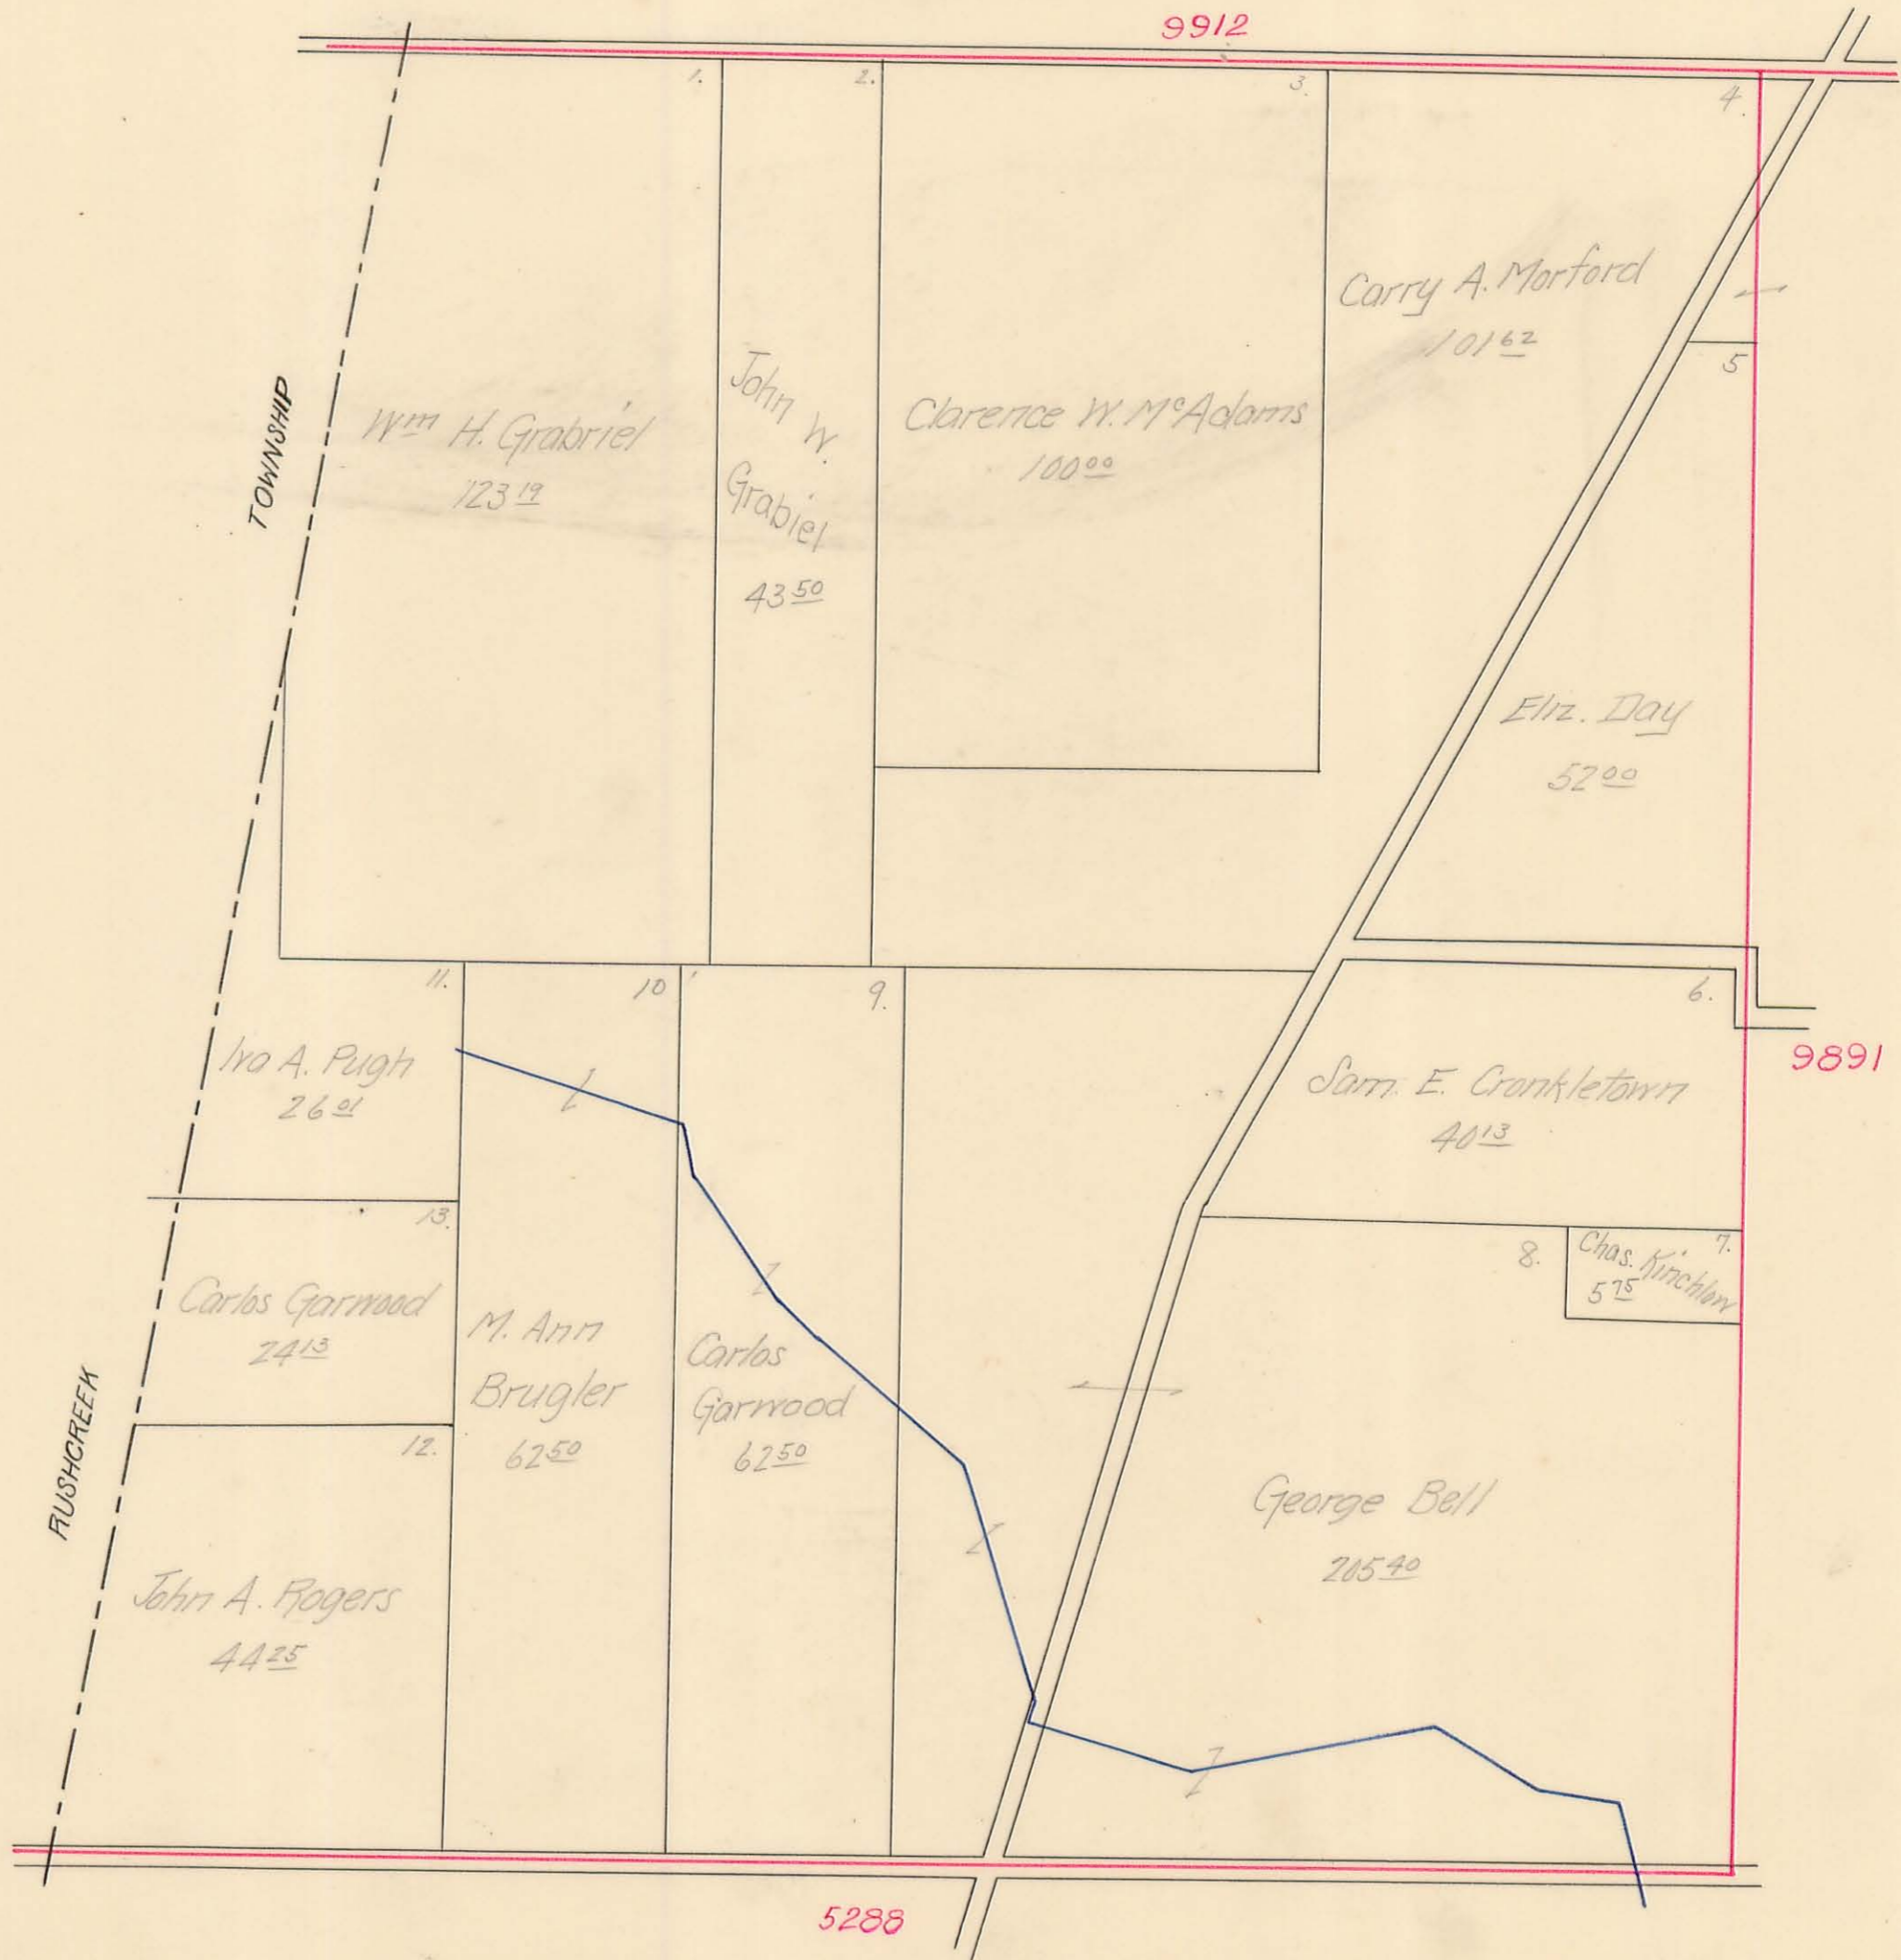 9912
1.
2.
3.
4.
Carry A. Morford
101 62
5
TOWNSHIP
Wm H. Grabriel
123 19
John W.
Grabiel
43 50
Clarence W. McAdams
100 00
Eliz. Day
52 00
11.
10
9.
6.
Iva A. Pugh
26 01
Sam. E. Cronkletown
40 13
9891
13.
8.
7.
Chas. Kinchlow
5 75
Carlos Garwood
24 13
M. Ann
Brugler
62 50
Carlos
Garwood
62 50
RUSHCREEK
12.
George Bell
205 40
John A. Rogers
44 25
5288